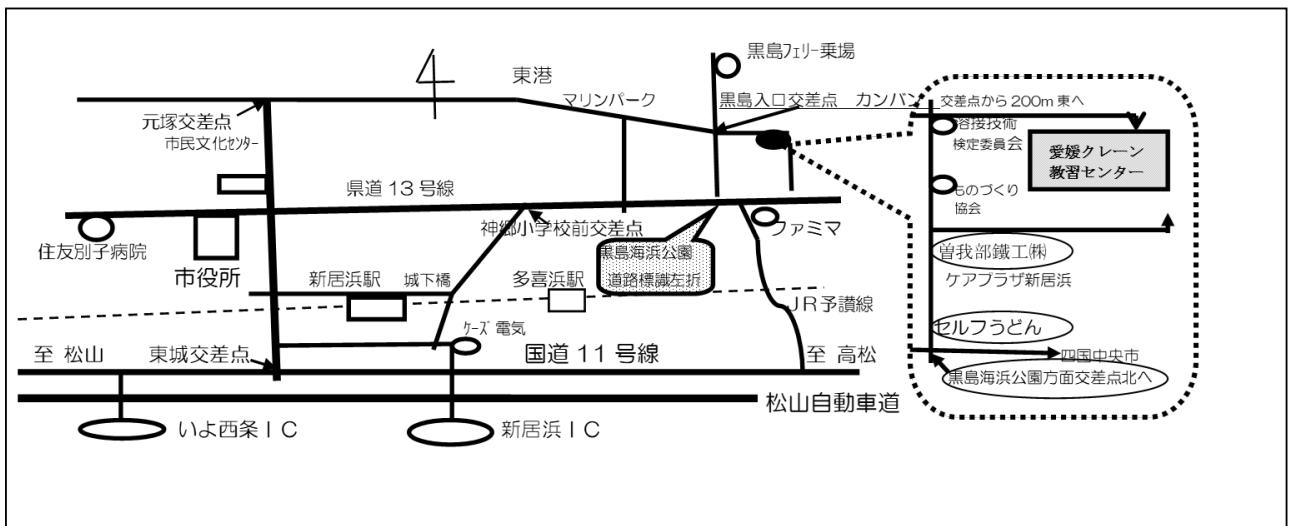 黒島フェリー乗場
東港
マリンパーク
黒島入口交差点　カンバン
交差点から 200m 東へ
元塚交差点
市民文化センター
溶接技術
検定委員会
愛媛クレーン
教習センター
県道 13 号線
ものづくり
協会
住友別子病院
市役所
神郷小学校前交差点
ファミマ
黒島海浜公園
道路標識左折
曽我部鐵工㈱
ケアプラザ新居浜
新居浜駅
城下橋
多喜浜駅
ＪＲ予讃線
ケーズ電気
セルフうどん
至 松山
東城交差点
国道 11 号線
至 高松
四国中央市
黒島海浜公園方面交差点北へ
松山自動車道
いよ西条ＩＣ
新居浜ＩＣ